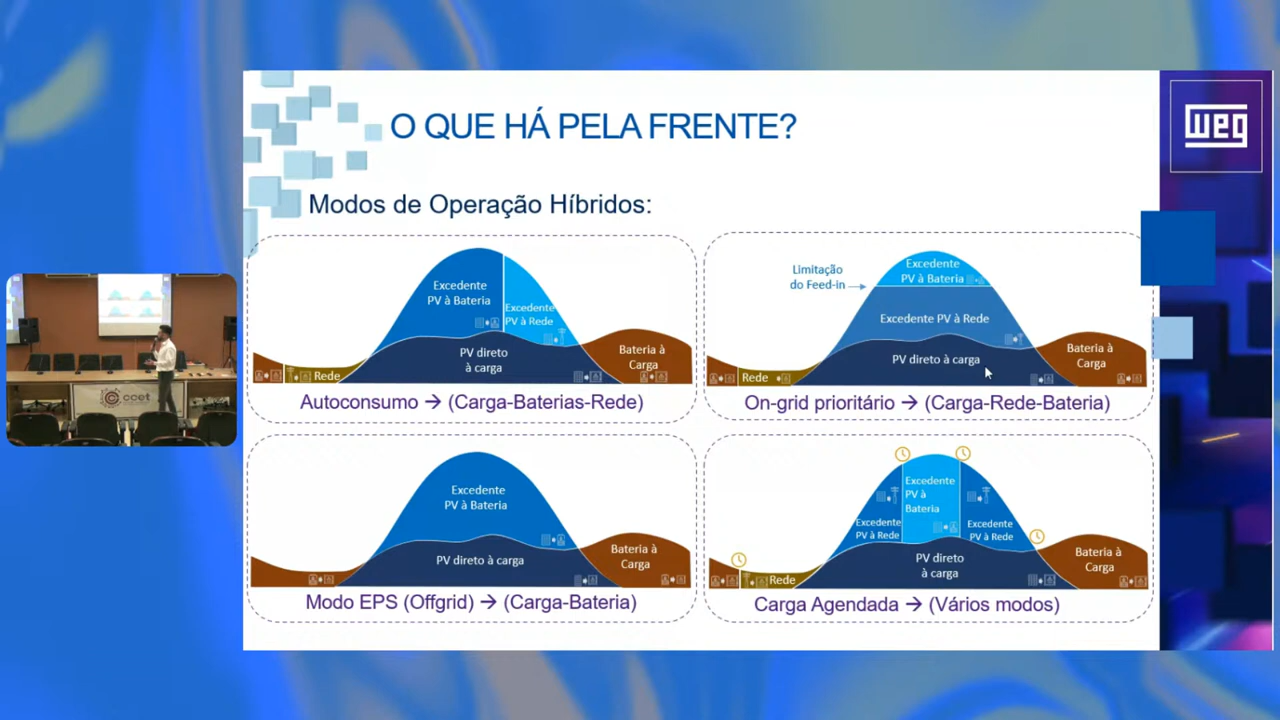 O QUE HÁ PELA FRENTE?
weg
Modos de Operação Híbridos:
Excedente
PV à Bateria
Excedente
PV à Rede
PV direto
à carga
Rede
Bateria à
Carga
Autoconsumo → (Carga-Baterias-Rede)
Limitação
do Feed-in
Excedente
PV à Bateria
Excedente PV à Rede
PV direto à carga
Rede
Bateria à
Carga
On-grid prioritário → (Carga-Rede-Bateria)
Excedente
PV à Bateria
PV direto à carga
Bateria à
Carga
Modo EPS (Offgrid) → (Carga-Bateria)
Excedente
PV à
Bateria
Excedente
PV à Rede
Excedente
PV à Rede
PV direto
à carga
Rede
Bateria à
Carga
Carga Agendada → (Vários modos)
ccet